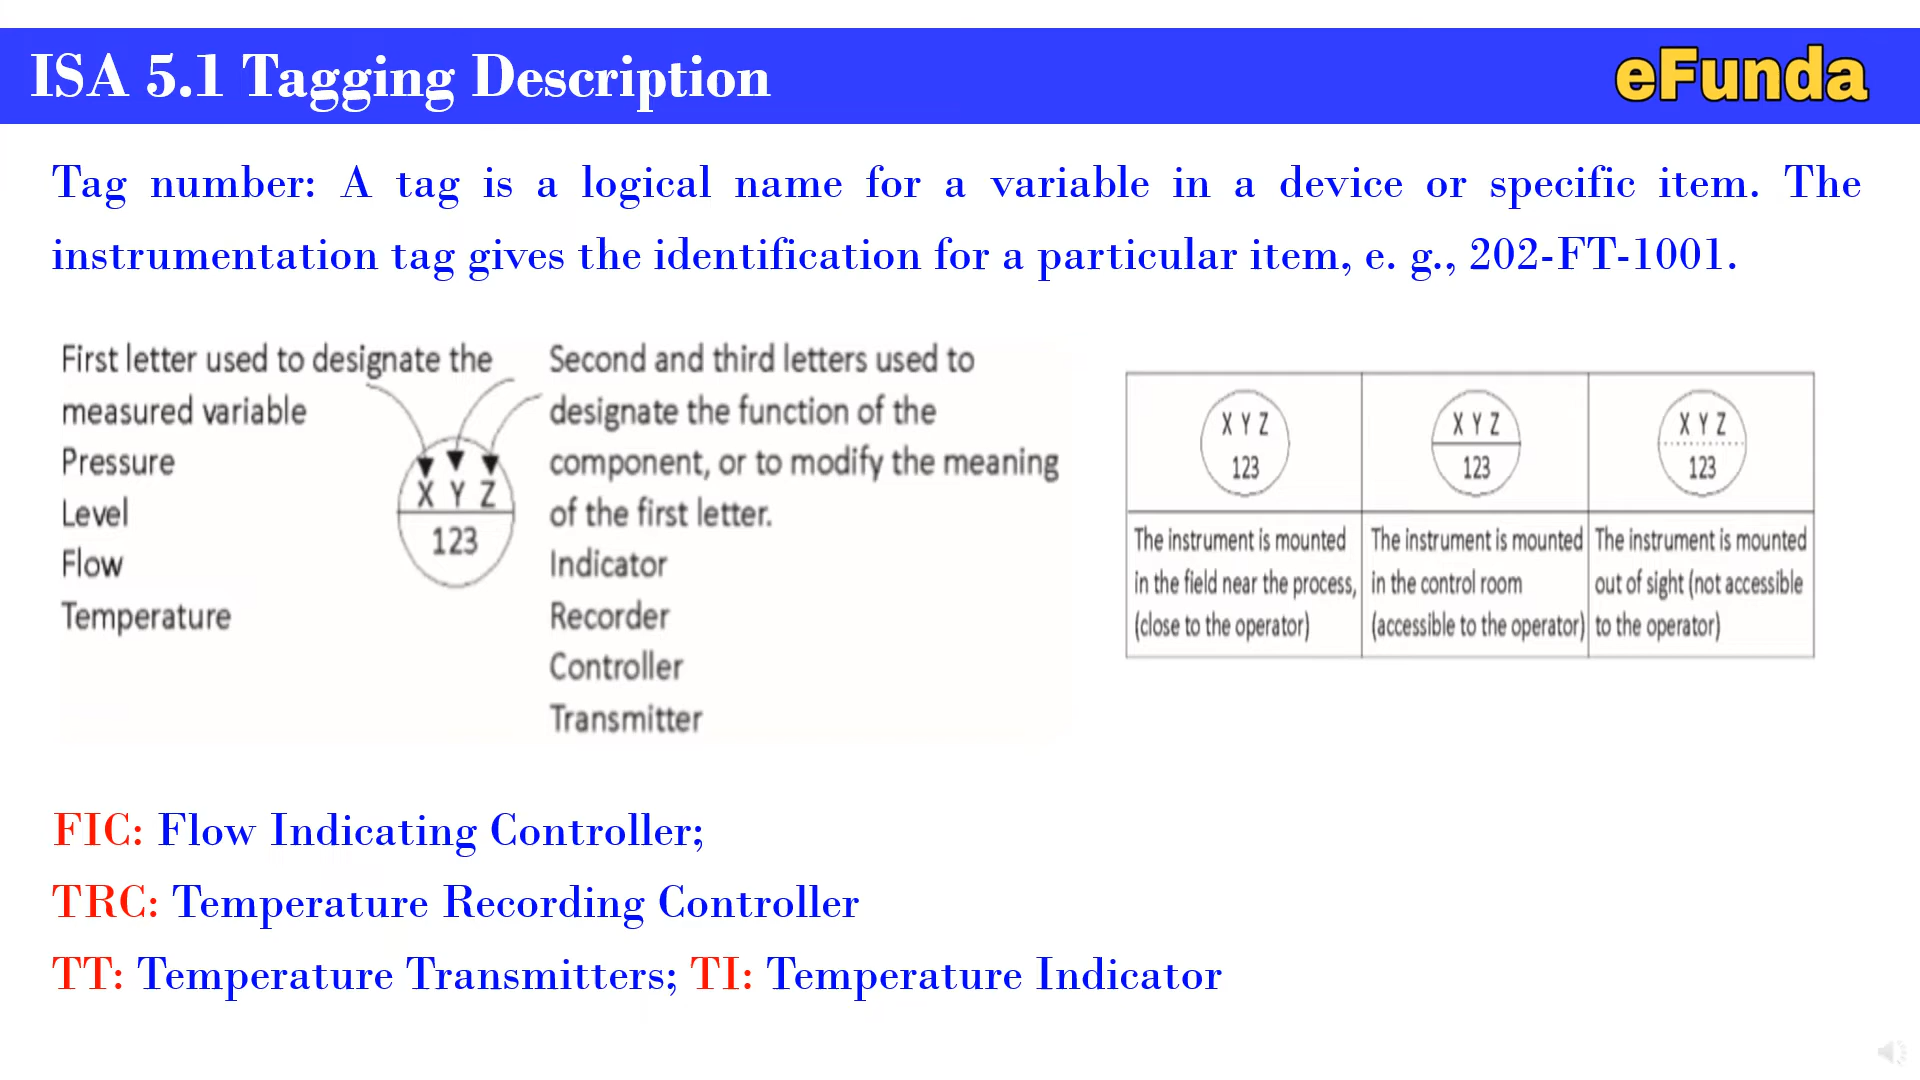 ISA 5.1 Tagging Description
eFunda
Tag number: A tag is a logical name for a variable in a device or specific item. The
instrumentation tag gives the identification for a particular item, e. g., 202-FT-1001.
First letter used to designate the
measured variable
Pressure
Level
Flow
Temperature
X Y Z
123
Second and third letters used to
designate the function of the
component, or to modify the meaning
of the first letter.
Indicator
Recorder
Controller
Transmitter
X Y Z
123
The instrument is mounted
in the field near the process,
(close to the operator)
X Y Z
123
The instrument is mounted
in the control room
(accessible to the operator)
X Y Z
123
The instrument is mounted
out of sight (not accessible
to the operator)
FIC: Flow Indicating Controller;
TRC: Temperature Recording Controller
TT: Temperature Transmitters; TI: Temperature Indicator